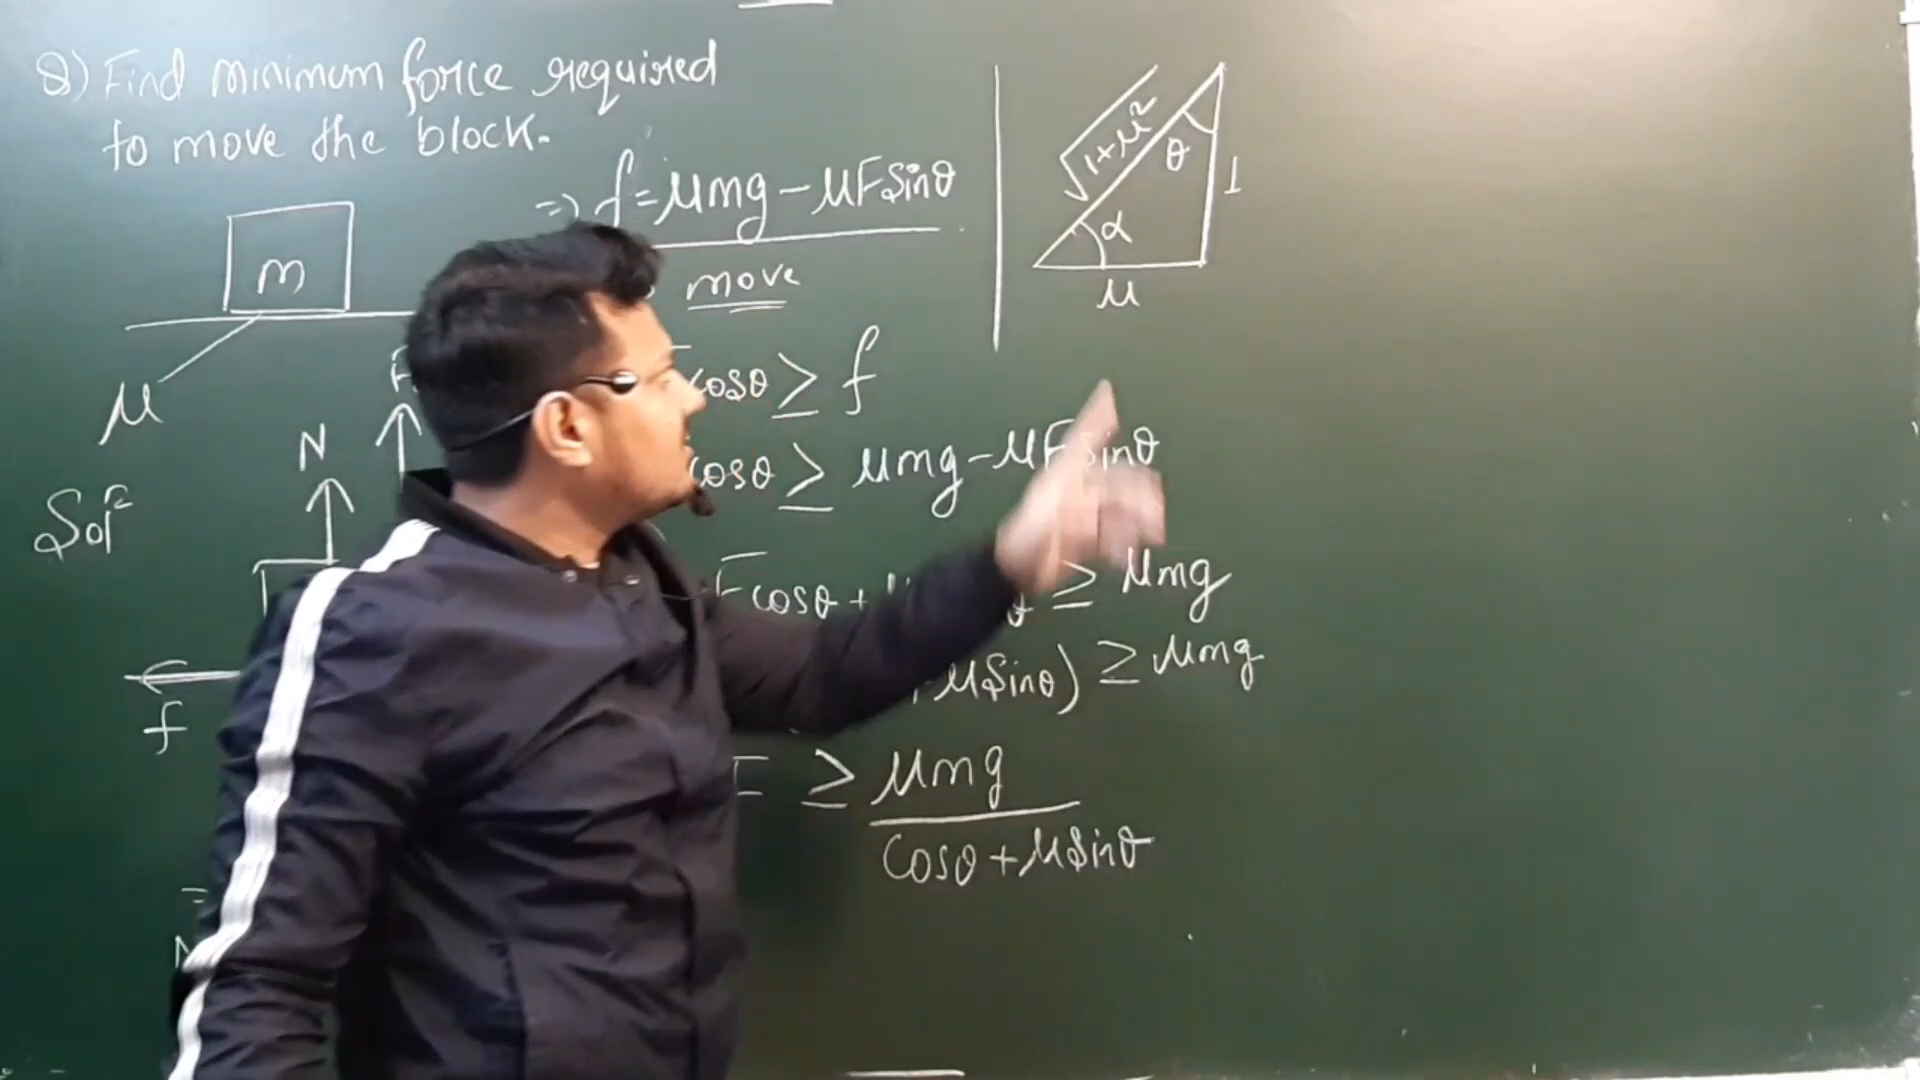 Q) Find minimum force required
to move the block.
m
μ
Solⁿ
N
f
=> f = μmg - μFsinθ
move
cosθ ≥ f
cosθ ≥ μmg - μFsinθ
Fcosθ + ≥ μmg
μsinθ) ≥ μmg
F ≥ μmg
cosθ + μsinθ
√1+μ²
θ
1
α
μ